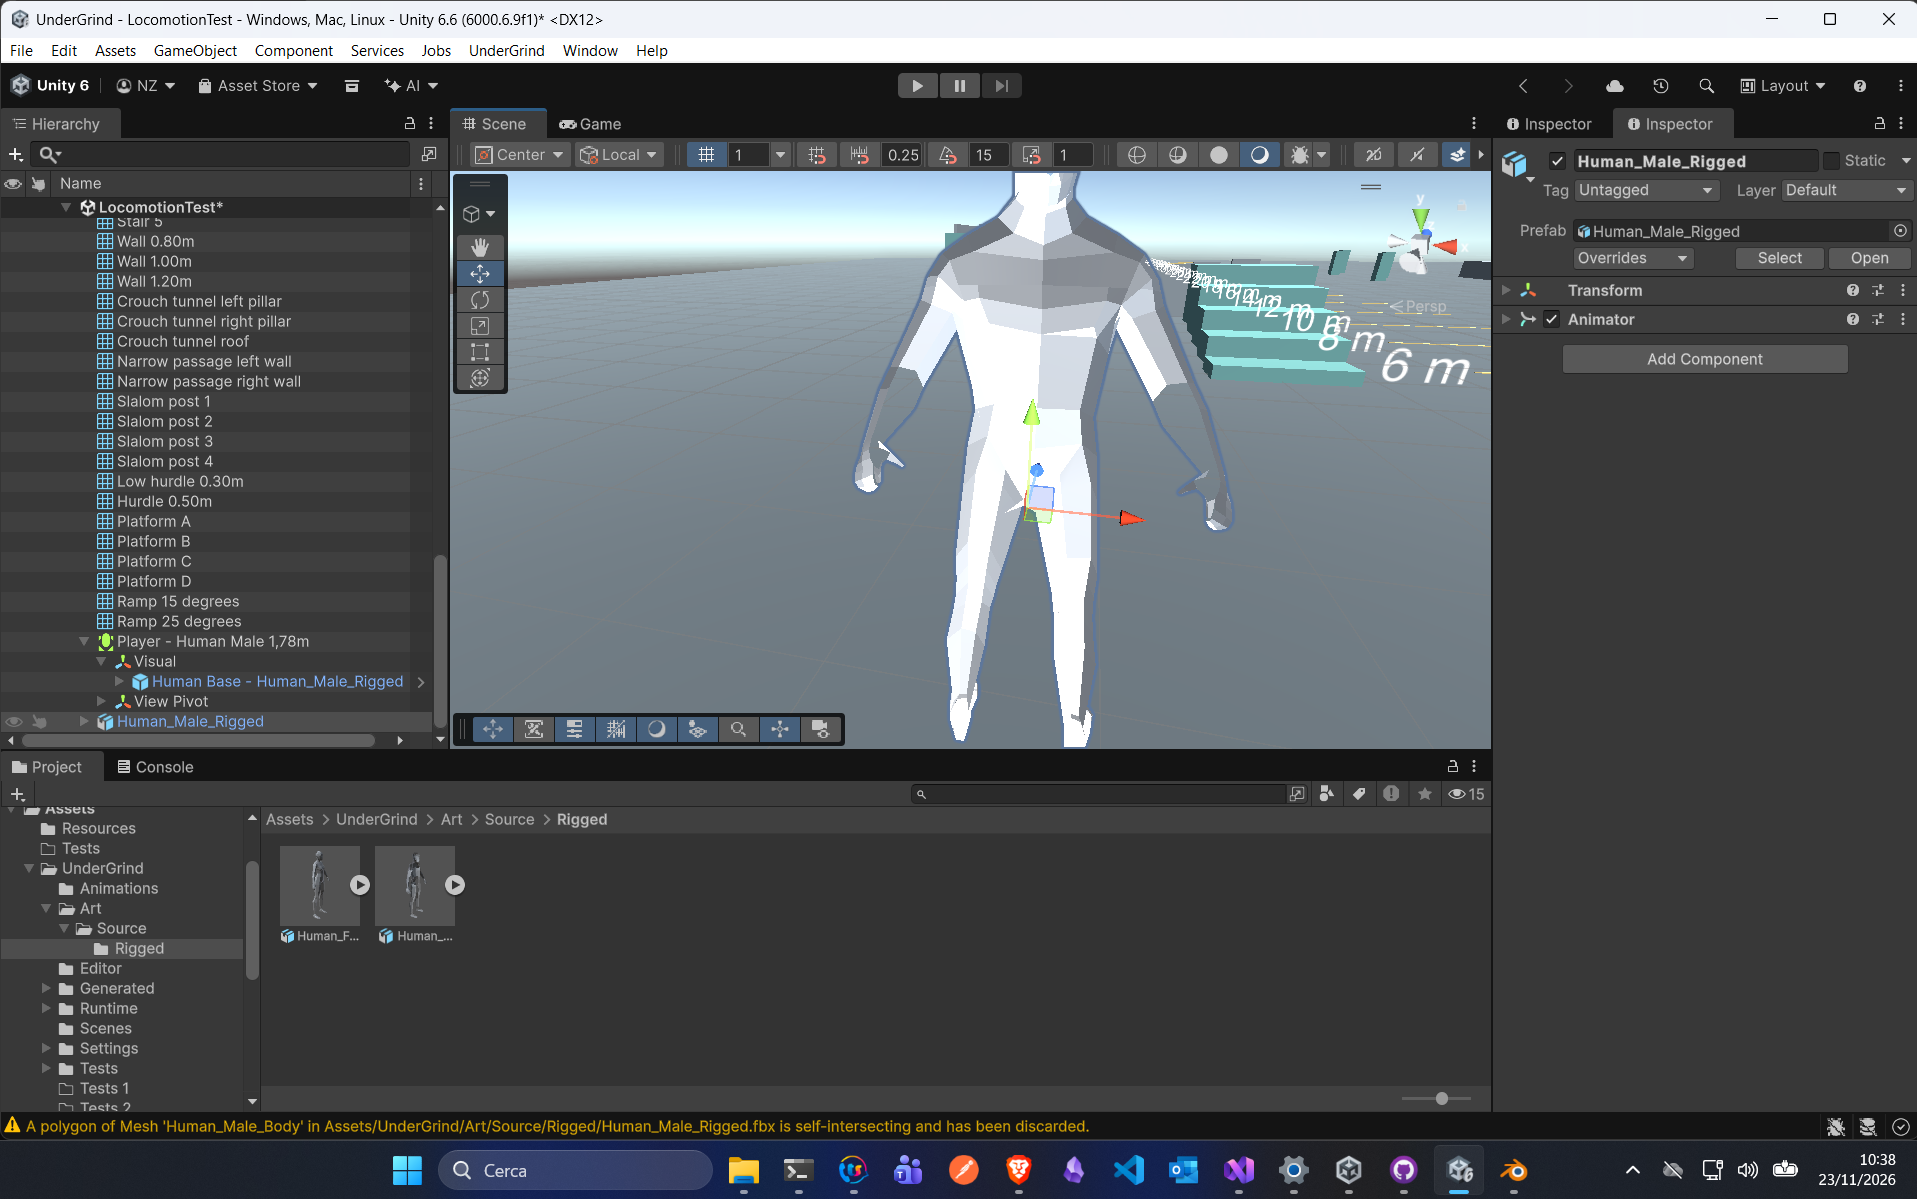 UnderGrind - LocomotionTest - Windows, Mac, Linux - Unity 6.6 (6000.6.9f1)* <DX12>
File Edit Assets GameObject Component Services Jobs UnderGrind Window Help
Unity 6 NZ Asset Store AI Layout
Hierarchy
Scene Game
Inspector Inspector
Center Local 1 0.25 15 1 2D
Name
LocomotionTest*
Stair 5
Wall 0.80m
Wall 1.00m
Wall 1.20m
Crouch tunnel left pillar
Crouch tunnel right pillar
Crouch tunnel roof
Narrow passage left wall
Narrow passage right wall
Slalom post 1
Slalom post 2
Slalom post 3
Slalom post 4
Low hurdle 0.30m
Hurdle 0.50m
Platform A
Platform B
Platform C
Platform D
Ramp 15 degrees
Ramp 25 degrees
Player - Human Male 1,78m
Visual
Human Base - Human_Male_Rigged
View Pivot
Human_Male_Rigged
y
x
Persp
12 m
10 m
8 m
6 m
Human_Male_Rigged Static
Tag Untagged Layer Default
Prefab Human_Male_Rigged
Overrides Select Open
Transform
Animator
Add Component
Project Console
15
Assets
Resources
Tests
UnderGrind
Animations
Art
Source
Rigged
Editor
Generated
Runtime
Scenes
Settings
Tests
Tests 1
Tests 2
Assets > UnderGrind > Art > Source > Rigged
Human_F... Human_...
A polygon of Mesh 'Human_Male_Body' in Assets/UnderGrind/Art/Source/Rigged/Human_Male_Rigged.fbx is self-intersecting and has been discarded.
Cerca
10:38
23/11/2026